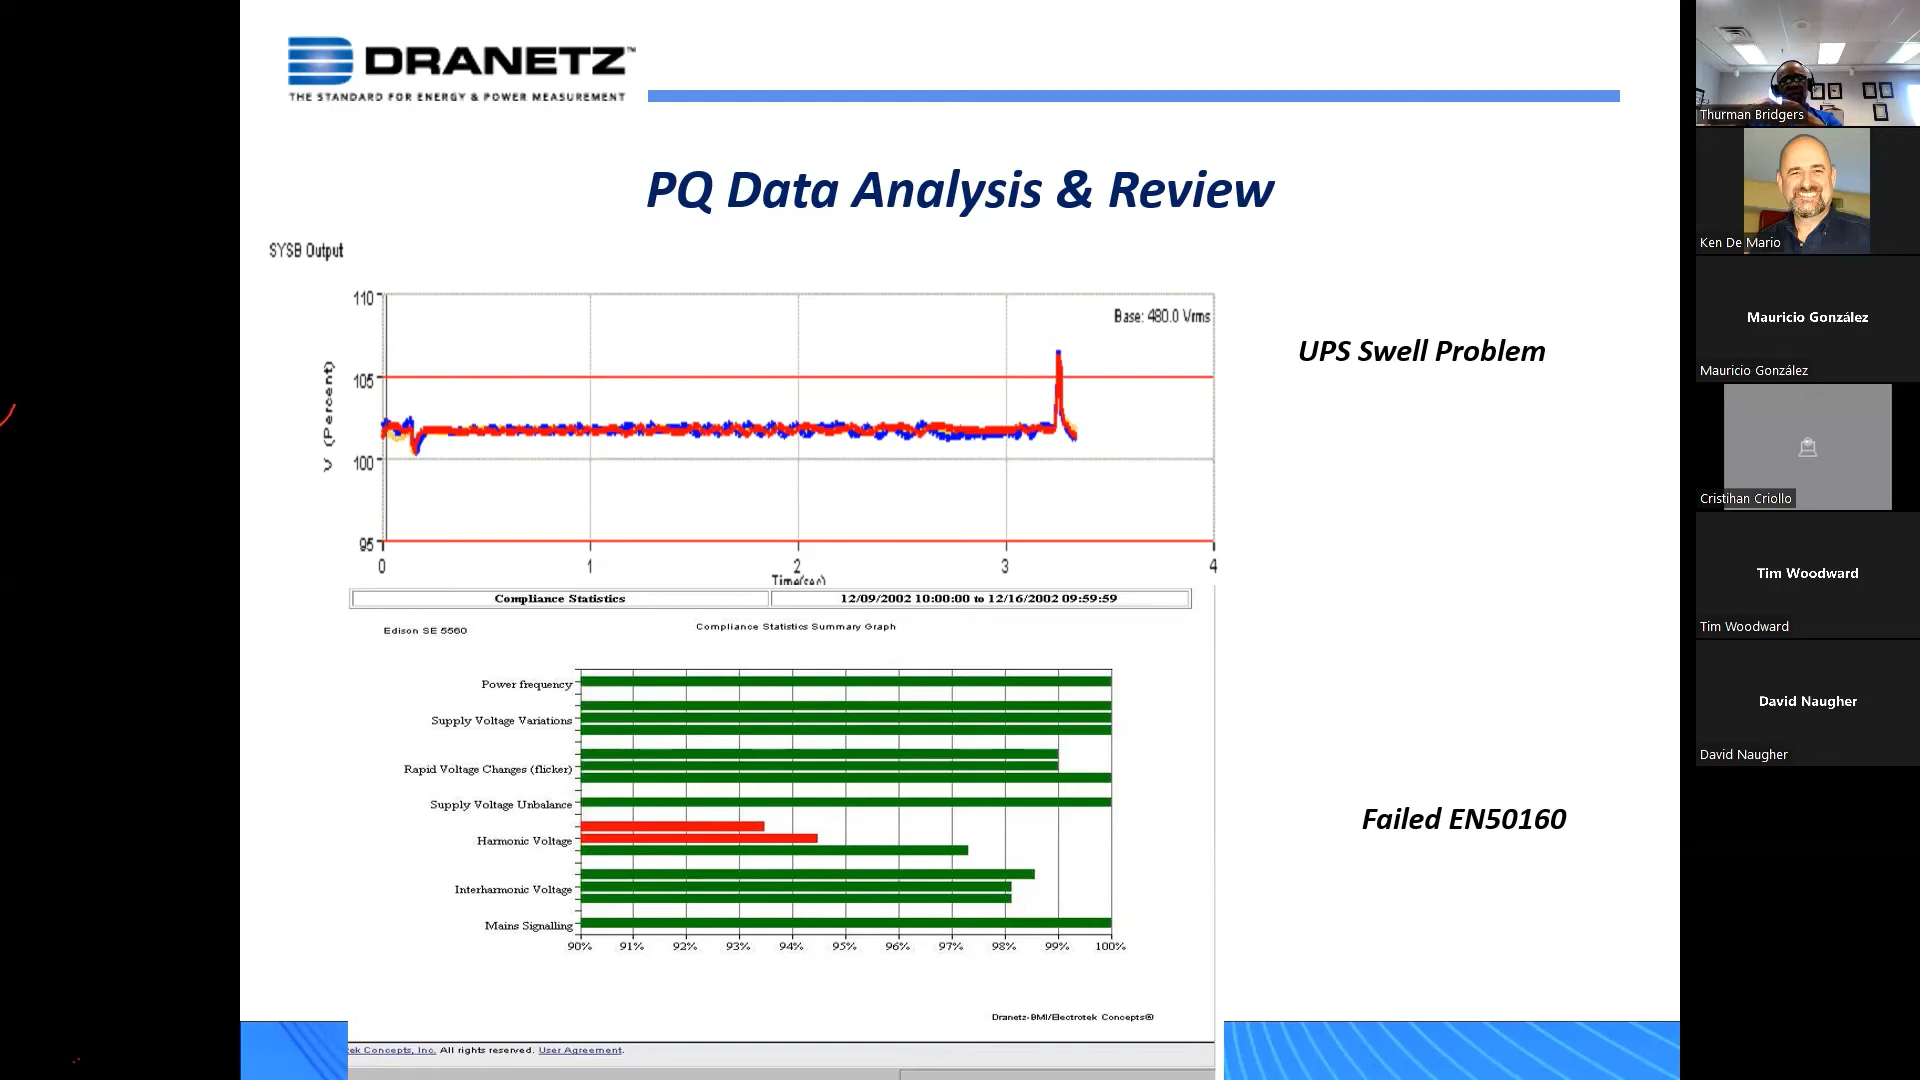 DRANETZ™
THE STANDARD FOR ENERGY & POWER MEASUREMENT
PQ Data Analysis & Review
SYSB Output
Base: 480.0 Vrms
V (Percent)
110
105
100
95
0 1 2 3 4
Time(sec)
UPS Swell Problem
Compliance Statistics 12/09/2002 10:00:00 to 12/16/2002 09:59:59
Edison SE 5560
Compliance Statistics Summary Graph
Power frequency
Supply Voltage Variations
Rapid Voltage Changes (flicker)
Supply Voltage Unbalance
Harmonic Voltage
Interharmonic Voltage
Mains Signalling
90% 91% 92% 93% 94% 95% 96% 97% 98% 99% 100%
Failed EN50160
Dranetz-BMI/Electrotek Concepts®
tek Concepts, Inc. All rights reserved. User Agreement.
Thurman Bridgers
Ken De Mario
Mauricio González
Mauricio González
Cristihan Criollo
Tim Woodward
Tim Woodward
David Naugher
David Naugher